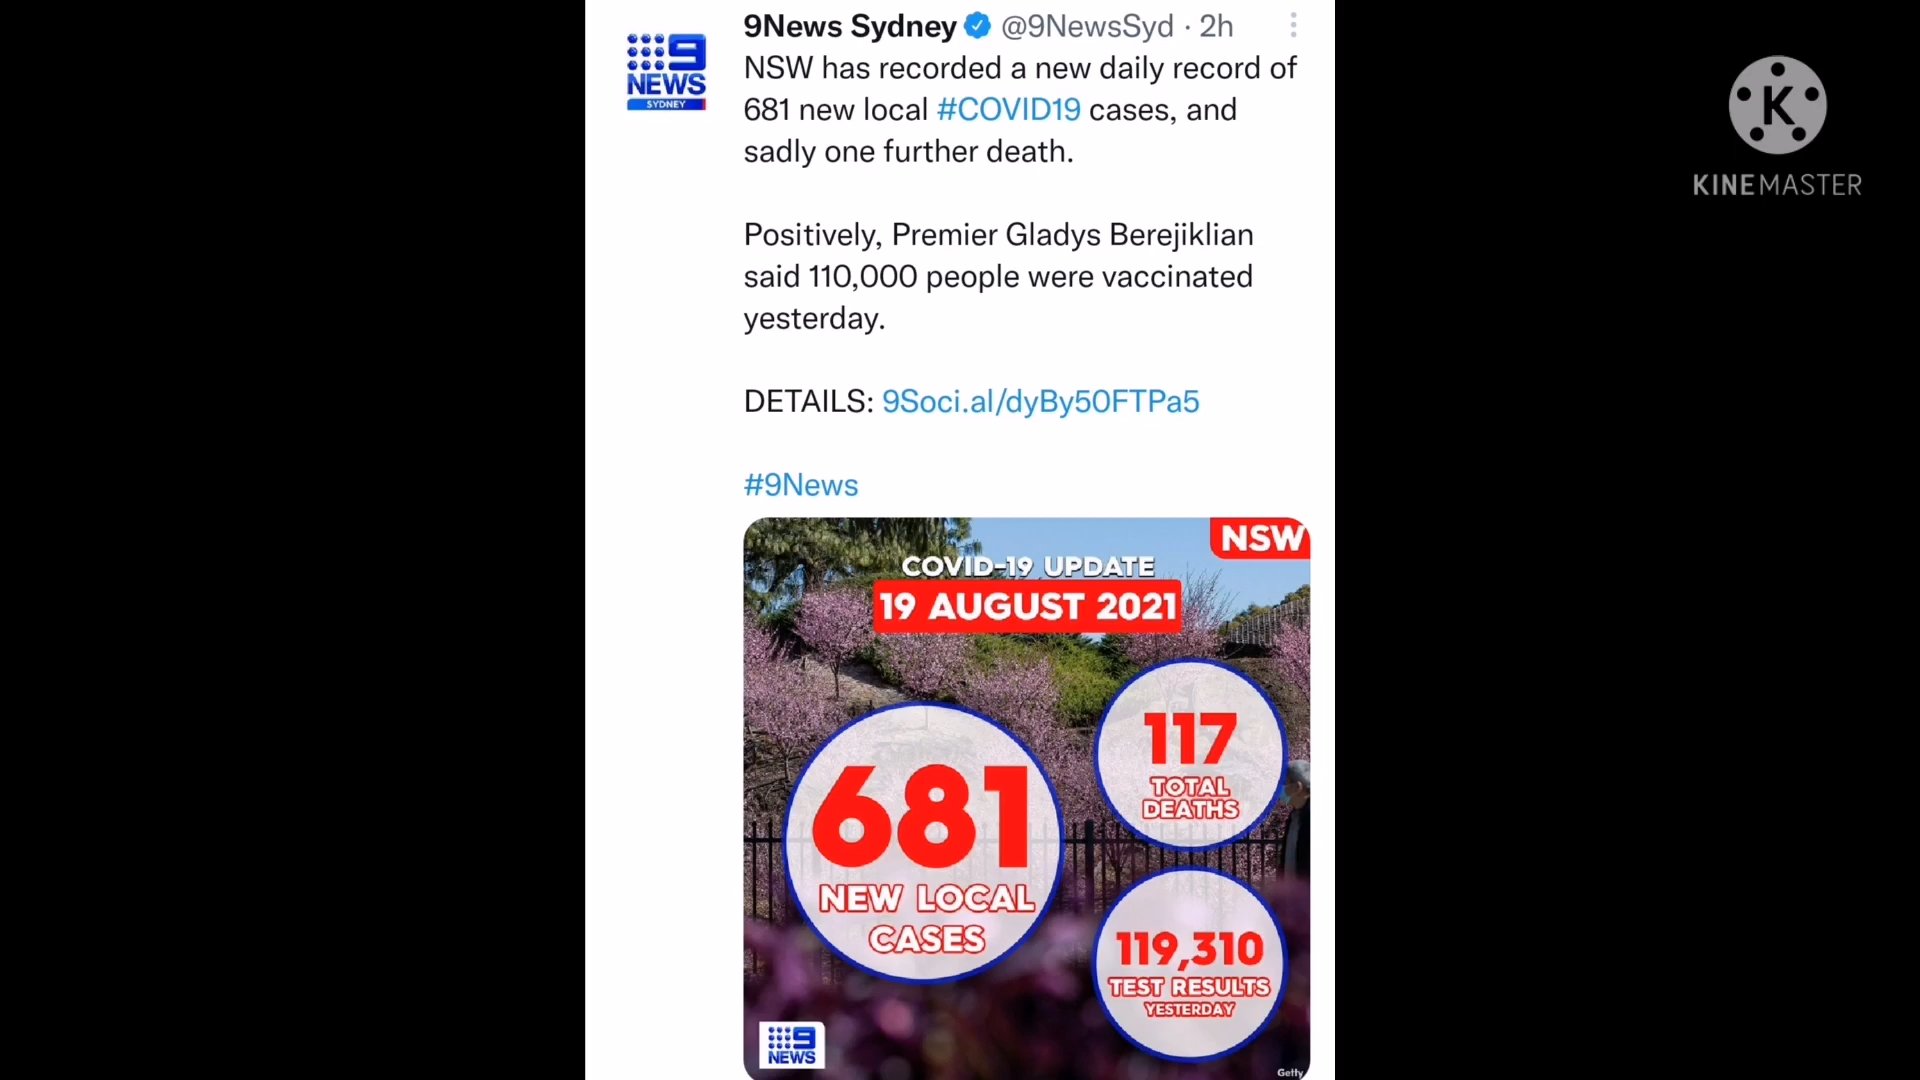 9News Sydney @9NewsSyd · 2h
NSW has recorded a new daily record of
681 new local #COVID19 cases, and
sadly one further death.
Positively, Premier Gladys Berejiklian
said 110,000 people were vaccinated
yesterday.
DETAILS: 9Soci.al/dyBy50FTPa5
#9News
9
NEWS
SYDNEY
K
KINEMASTER
NSW
COVID-19 UPDATE
19 AUGUST 2021
117
TOTAL
DEATHS
681
NEW LOCAL
CASES
119,310
TEST RESULTS
YESTERDAY
9
NEWS
Getty